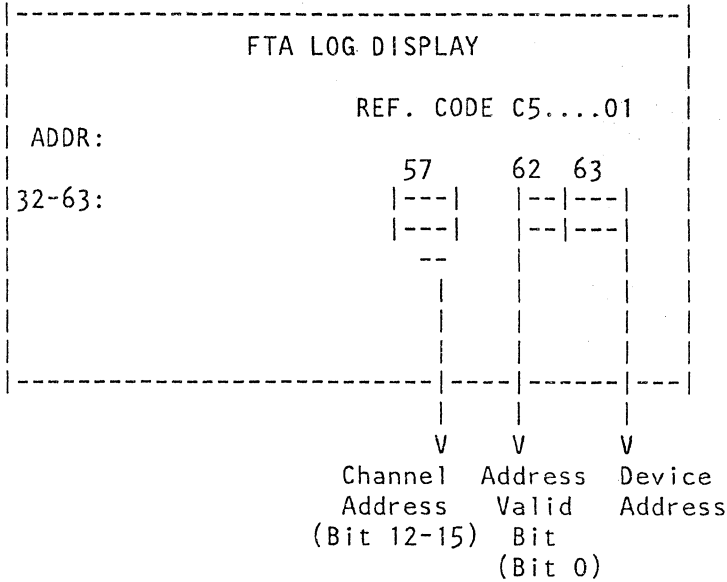 |-----------------------------------------|
FTA LOG DISPLAY
REF. CODE C5....01
ADDR:
57 62 63
32-63: |---| |--|---|
|---| |--|---|
--
|-----------------------------|----|-------|---|
V V V
Channel Address Device
Address Valid Address
(Bit 12-15) Bit
(Bit 0)